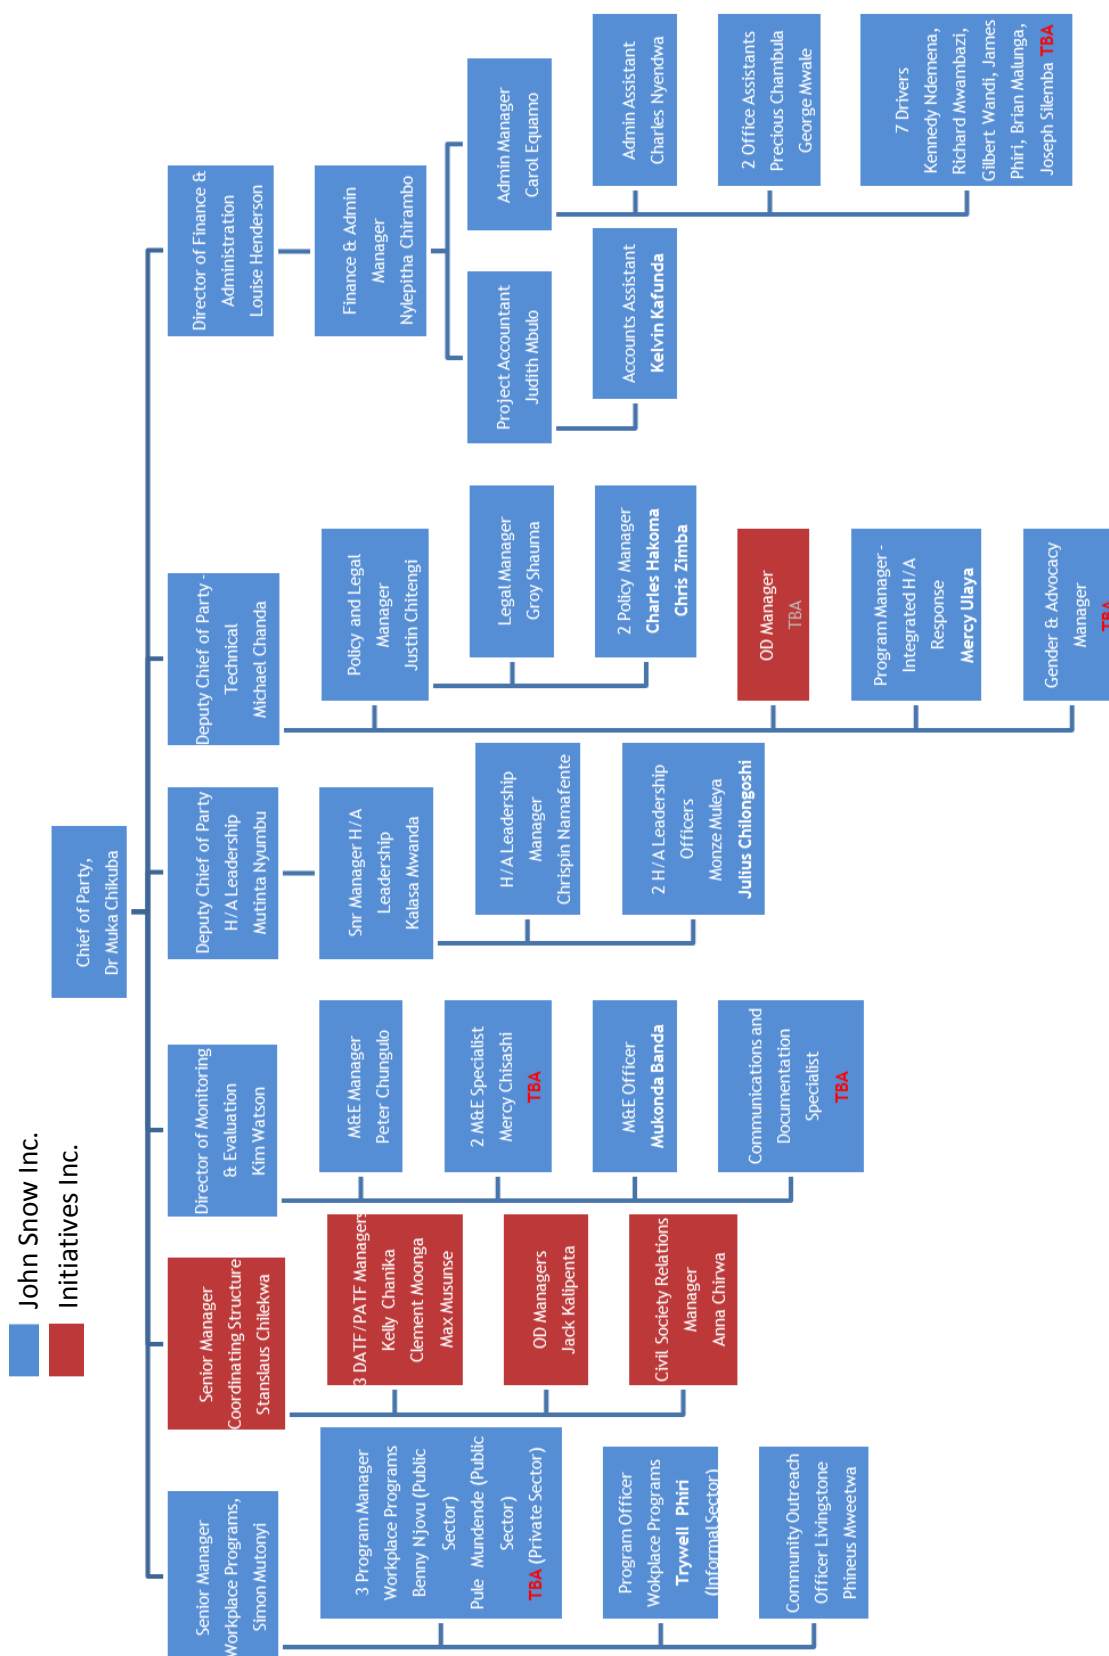 John Snow Inc.
Initiatives Inc.
Chief of Party,
Dr Muka Chikuba
Senior Manager
Workplace Programs,
Simon Mutonyi
3 Program Manager
Workplace Programs
Benny Njovu (Public
Sector)
Pule Mundende (Public
Sector)
TBA (Private Sector)
Program Officer
Wokplace Programs
Trywell Phiri
(Informal Sector)
Community Outreach
Officer Livingstone
Phineus Mweetwa
Senior Manager
Coordinating Structure
Stanslaus Chilekwa
3 DATF/PATF Managers
Kelly Chanika
Clement Moonga
Max Musunse
OD Managers
Jack Kalipenta
Civil Society Relations
Manager
Anna Chirwa
Director of Monitoring
& Evaluation
Kim Watson
M&E Manager
Peter Chungulo
2 M&E Specialist
Mercy Chisashi
TBA
M&E Officer
Mukonda Banda
Communications and
Documentation
Specialist
TBA
Deputy Chief of Party
H/A Leadership
Mutinta Nyumbu
Snr Manager H/A
Leadership
Kalasa Mwanda
H/A Leadership
Manager
Chrispin Namafente
2 H/A Leadership
Officers
Monze Muleya
Julius Chilongoshi
Deputy Chief of Party -
Technical
Michael Chanda
Policy and Legal
Manager
Justin Chitengi
Legal Manager
Groy Shauma
2 Policy Manager
Charles Hakoma
Chris Zimba
OD Manager
TBA
Program Manager -
Integrated H/A
Response
Mercy Ulaya
Gender & Advocacy
Manager
TBA
Director of Finance &
Administration
Louise Henderson
Finance & Admin
Manager
Nylepitha Chirambo
Project Accountant
Judith Mbulo
Accounts Assistant
Kelvin Kafunda
Admin Manager
Carol Equamo
Admin Assistant
Charles Nyendwa
2 Office Assistants
Precious Chambula
George Mwale
7 Drivers
Kennedy Ndemena,
Richard Mwambazi,
Gilbert Wandi, James
Phiri, Brian Malunga,
Joseph Silemba TBA